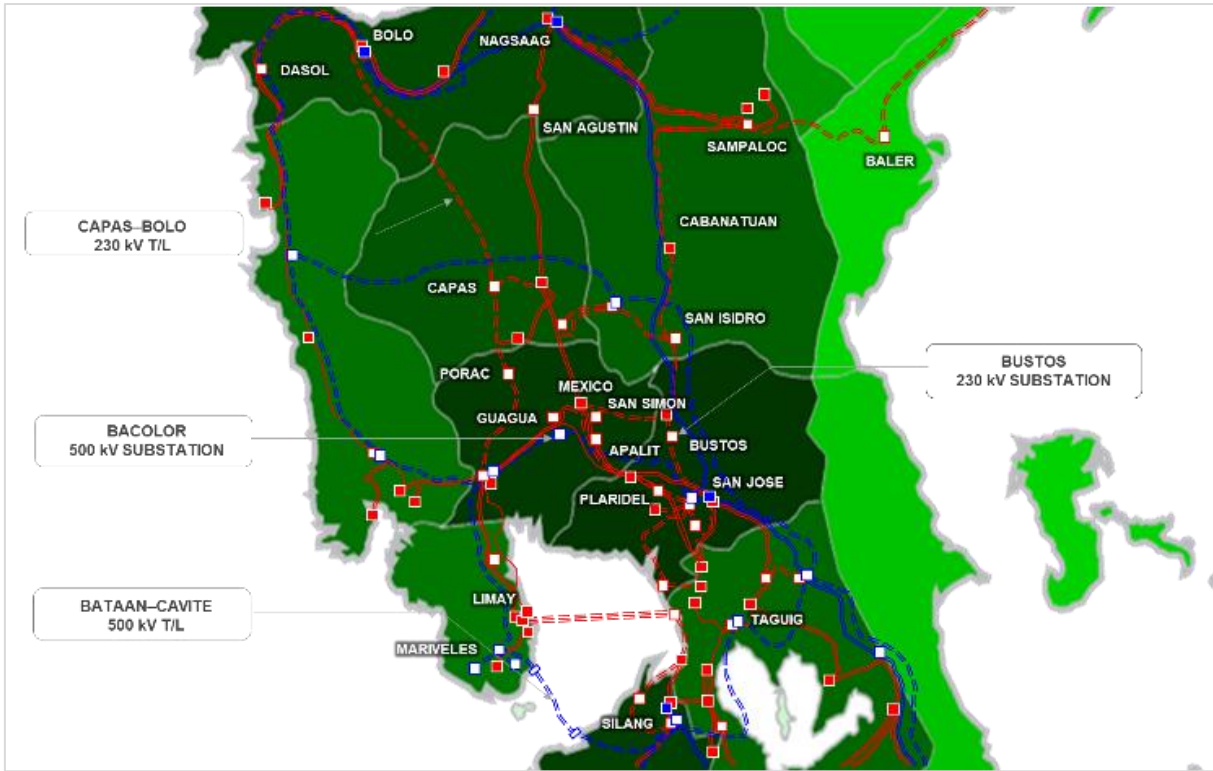 BOLO
NAGSAAG
DASOL
SAN AGUSTIN
SAMPALOC
BALER
CAPAS–BOLO
230 kV T/L
CABANATUAN
CAPAS
SAN ISIDRO
PORAC
BUSTOS
230 kV SUBSTATION
MEXICO
SAN SIMON
GUAGUA
BACOLOR
500 kV SUBSTATION
APALIT
BUSTOS
PLARIDEL
SAN JOSE
BATAAN–CAVITE
500 kV T/L
LIMAY
TAGUIG
MARIVELES
SILANG